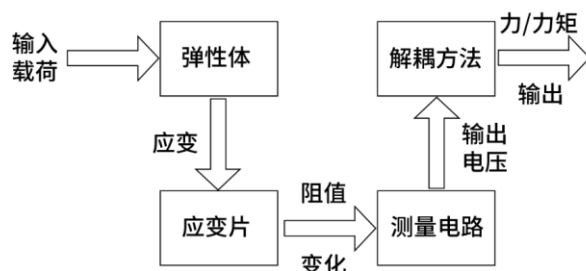 输入
载荷
弹性体
应变
应变片
阻值
变化
测量电路
输出
电压
解耦方法
力/力矩
输出